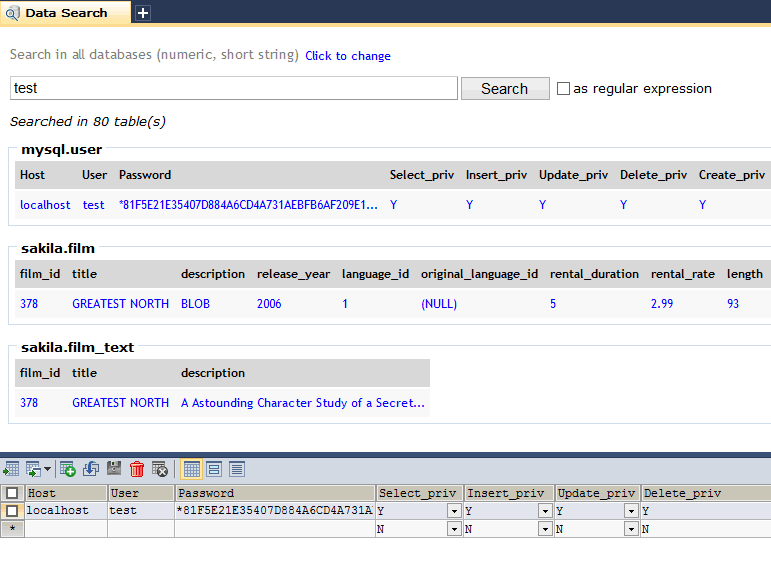 Data Search
Search in all databases (numeric, short string) Click to change
test Search as regular expression
Searched in 80 table(s)
mysql.user
Host User Password Select_priv Insert_priv Update_priv Delete_priv Create_priv
localhost test *81F5E21E35407D884A6CD4A731AEBFB6AF209E1... Y Y Y Y Y
sakila.film
film_id title description release_year language_id original_language_id rental_duration rental_rate length
378 GREATEST NORTH BLOB 2006 1 (NULL) 5 2.99 93
sakila.film_text
film_id title description
378 GREATEST NORTH A Astounding Character Study of a Secret...
Host User Password Select_priv Insert_priv Update_priv Delete_priv
localhost test *81F5E21E35407D884A6CD4A731A Y Y Y Y
* N N N N